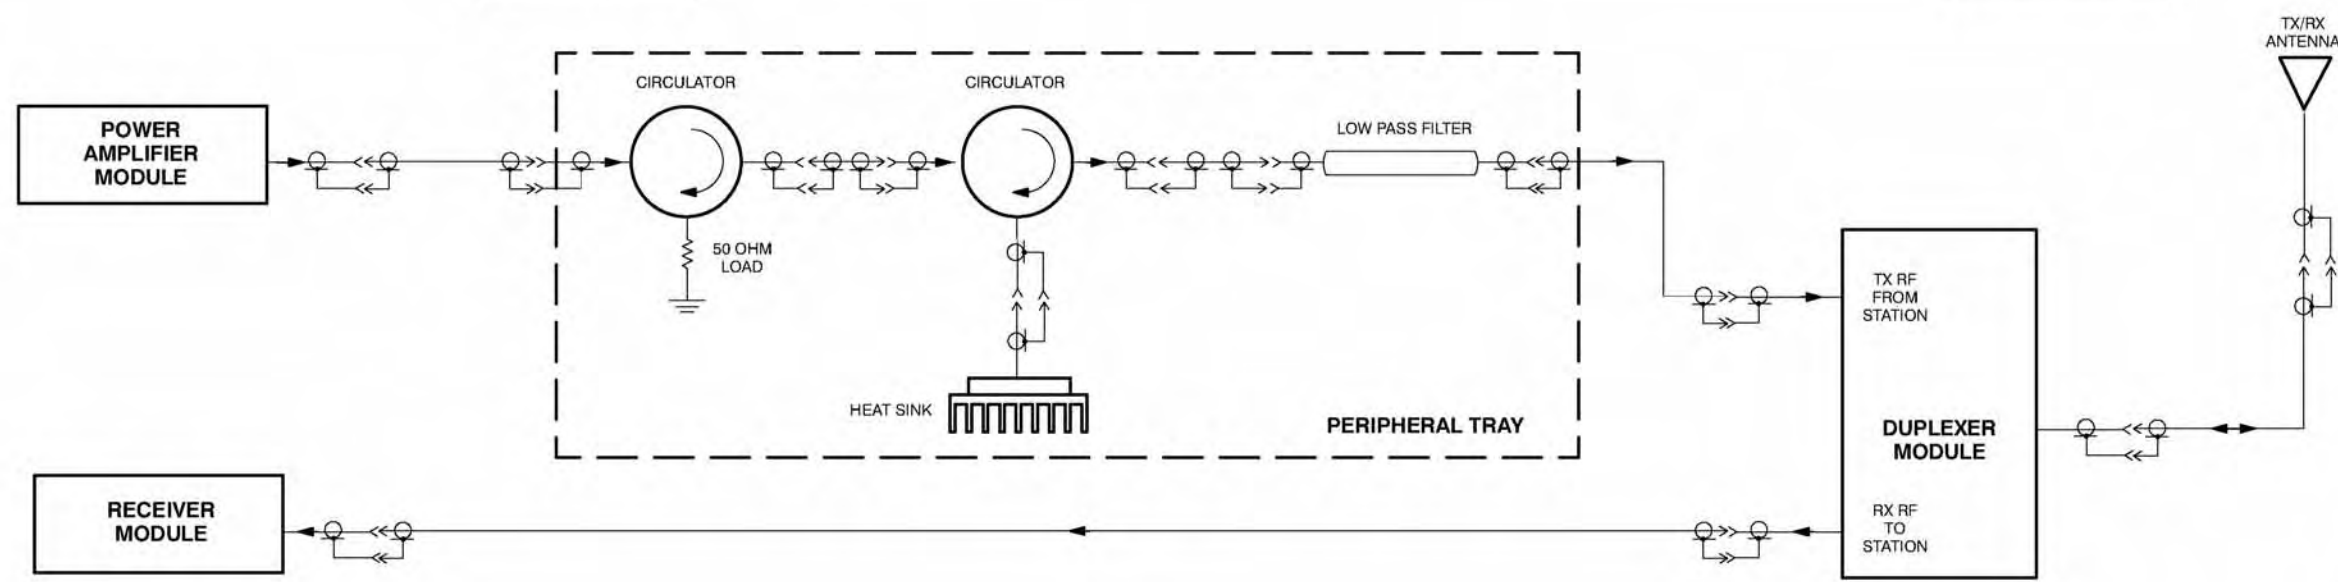 TX/RX
ANTENNA
CIRCULATOR
CIRCULATOR
POWER
AMPLIFIER
MODULE
LOW PASS FILTER
50 OHM
LOAD
TX RF
FROM
STATION
HEAT SINK
PERIPHERAL TRAY
DUPLEXER
MODULE
RECEIVER
MODULE
RX RF
TO
STATION